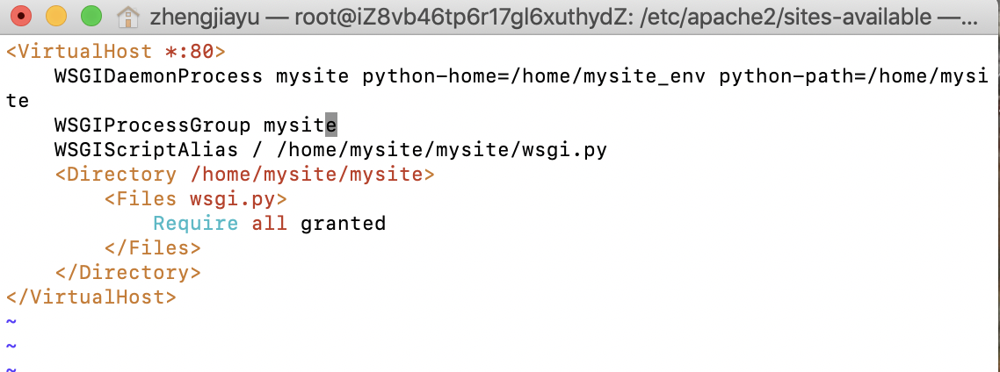 zhengjiayu — root@iZ8vb46tp6r17gl6xuthydZ: /etc/apache2/sites-available —...
<VirtualHost *:80>
    WSGIDaemonProcess mysite python-home=/home/mysite_env python-path=/home/mysi
te
    WSGIProcessGroup mysite
    WSGIScriptAlias / /home/mysite/mysite/wsgi.py
    <Directory /home/mysite/mysite>
        <Files wsgi.py>
            Require all granted
        </Files>
    </Directory>
</VirtualHost>
~
~
~